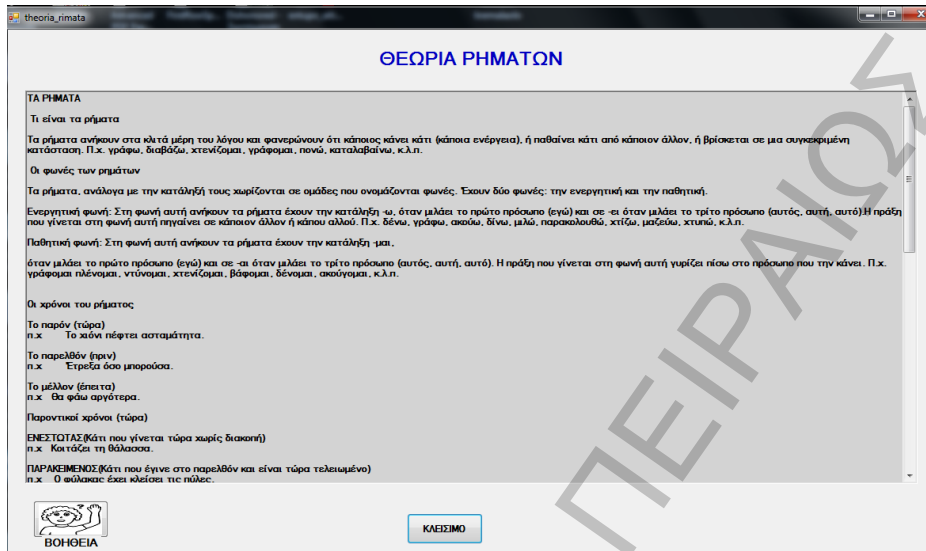 theoria_rimata
ΘΕΩΡΙΑ ΡΗΜΑΤΩΝ
ΤΑ ΡΗΜΑΤΑ
Τι είναι τα ρήματα
Τα ρήματα ανήκουν στα κλιτά μέρη του λόγου και φανερώνουν ότι κάποιος κάνει κάτι (κάποια ενέργεια), ή παθαίνει κάτι από κάποιον άλλον, ή βρίσκεται σε μια συγκεκριμένη
κατάσταση. Π.χ. γράφω, διαβάζω, χτενίζομαι, γράφομαι, πονώ, καταλαβαίνω, κ.λ.π.
Οι φωνές των ρημάτων
Τα ρήματα, ανάλογα με την κατάληξή τους χωρίζονται σε ομάδες που ονομάζονται φωνές. Έχουν δύο φωνές: την ενεργητική και την παθητική.
Ενεργητική φωνή: Στη φωνή αυτή ανήκουν τα ρήματα έχουν την κατάληξη -ω, όταν μιλάει το πρώτο πρόσωπο (εγώ) και σε -ει όταν μιλάει το τρίτο πρόσωπο (αυτός, αυτή, αυτό).Η πράξη
που γίνεται στη φωνή αυτή πηγαίνει σε κάποιον άλλον ή κάπου αλλού. Π.χ. δένω, γράφω, ακούω, δίνω, μιλώ, παρακολουθώ, χτίζω, μαζεύω, χτυπώ, κ.λ.π.
Παθητική φωνή: Στη φωνή αυτή ανήκουν τα ρήματα έχουν την κατάληξη -μαι,
όταν μιλάει το πρώτο πρόσωπο (εγώ) και σε -αι όταν μιλάει το τρίτο πρόσωπο (αυτός, αυτή, αυτό). Η πράξη που γίνεται στη φωνή αυτή γυρίζει πίσω στο πρόσωπο που την κάνει. Π.χ.
γράφομαι πλένομαι, ντύνομαι, χτενίζομαι, βάφομαι, δένομαι, ακούγομαι, κ.λ.π.
Οι χρόνοι του ρήματος
Το παρόν (τώρα)
π.χ Το χιόνι πέφτει ασταμάτητα.
Το παρελθόν (πριν)
π.χ Έτρεξα όσο μπορούσα.
Το μέλλον (έπειτα)
π.χ Θα φάω αργότερα.
Παροντικοί χρόνοι (τώρα)
ΕΝΕΣΤΩΤΑΣ(Κάτι που γίνεται τώρα χωρίς διακοπή)
π.χ Κοιτάζει τη θάλασσα.
ΠΑΡΑΚΕΙΜΕΝΟΣ(Κάτι που έγινε στο παρελθόν και είναι τώρα τελειωμένο)
π.χ Ο φύλακας έχει κλείσει τις πύλες.
ΒΟΗΘΕΙΑ
ΚΛΕΙΣΙΜΟ
ΠΕΙΡΑΙΩΣ